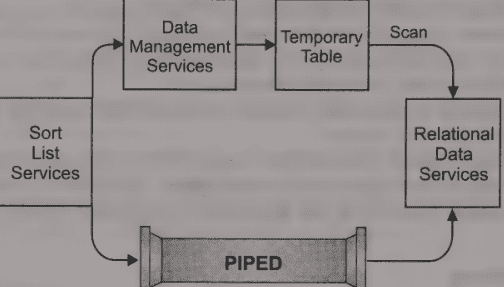 Data
Management
Services
Temporary
Table
Scan
Sort
List
Services
Relational
Data
Services
PIPED